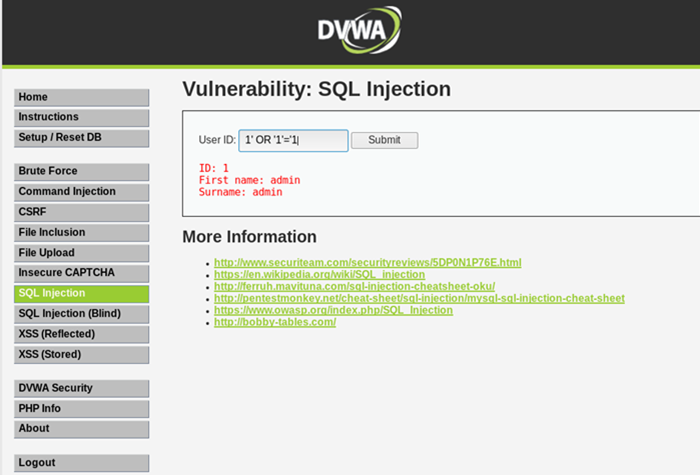 DVWA
Vulnerability: SQL Injection
Home
Instructions
Setup / Reset DB
Brute Force
Command Injection
CSRF
File Inclusion
File Upload
Insecure CAPTCHA
SQL Injection
SQL Injection (Blind)
XSS (Reflected)
XSS (Stored)
DVWA Security
PHP Info
About
Logout
User ID: 1' OR '1'='1 Submit
ID: 1
First name: admin
Surname: admin
More Information
http://www.securiteam.com/securityreviews/5DP0N1P76E.html
https://en.wikipedia.org/wiki/SQL_injection
http://ferruh.mavituna.com/sql-injection-cheatsheet-oku/
http://pentestmonkey.net/cheat-sheet/sql-injection/mysql-sql-injection-cheat-sheet
https://www.owasp.org/index.php/SQL_Injection
http://bobby-tables.com/